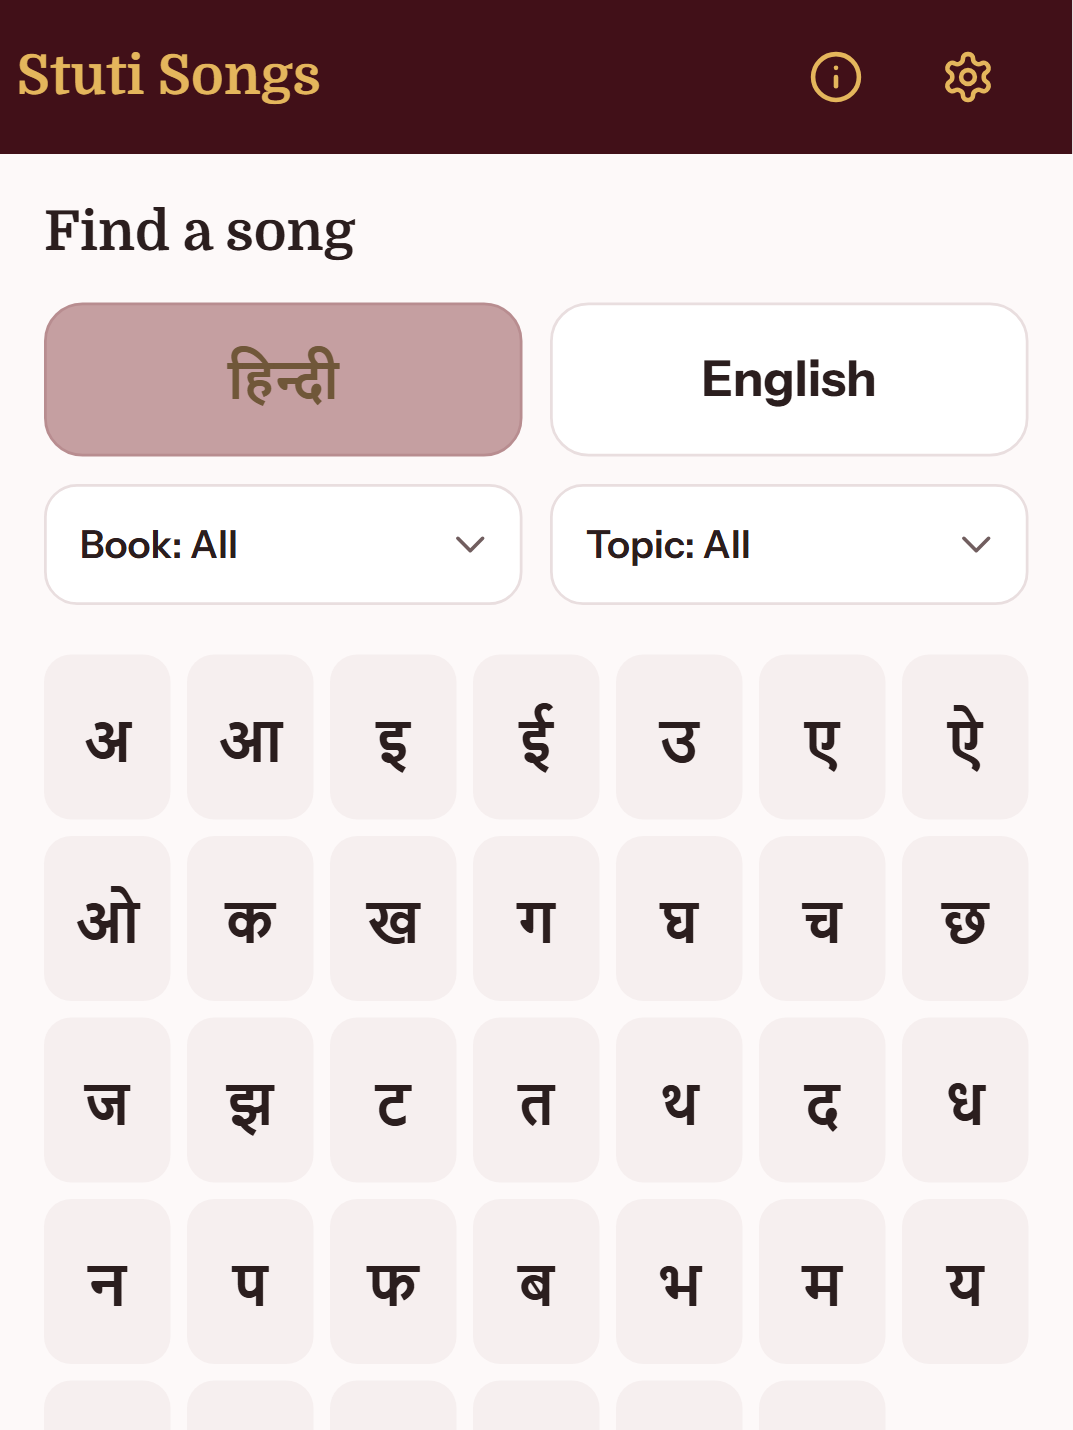 Stuti Songs
Find a song
हिन्दी English
Book: All Topic: All
अ आ इ ई उ ए ऐ
ओ क ख ग घ च छ
ज झ ट त थ द ध
न प फ ब भ म य